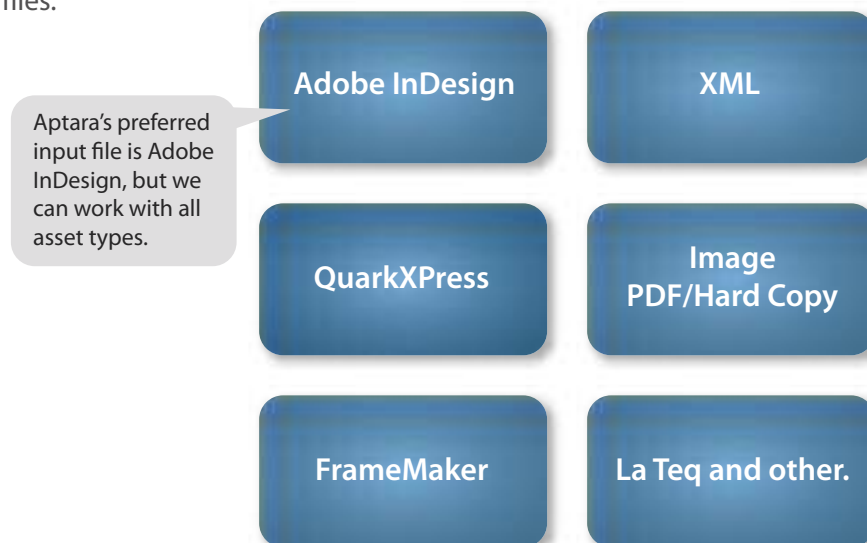 files.
Adobe InDesign
XML
Aptara's preferred
input file is Adobe
InDesign, but we
can work with all
asset types.
QuarkXPress
Image
PDF/Hard Copy
FrameMaker
La Teq and other.